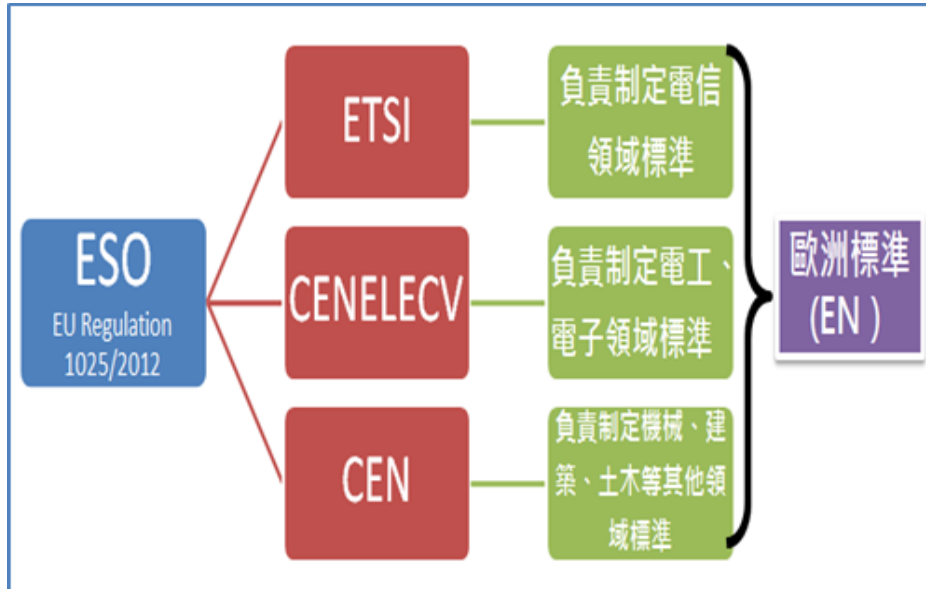 ESO
EU Regulation
1025/2012
ETSI
負責制定電信
領域標準
CENELECV
負責制定電工、
電子領域標準
CEN
負責制定機械、建
築、土木等其他領
域標準
歐洲標準
(EN )